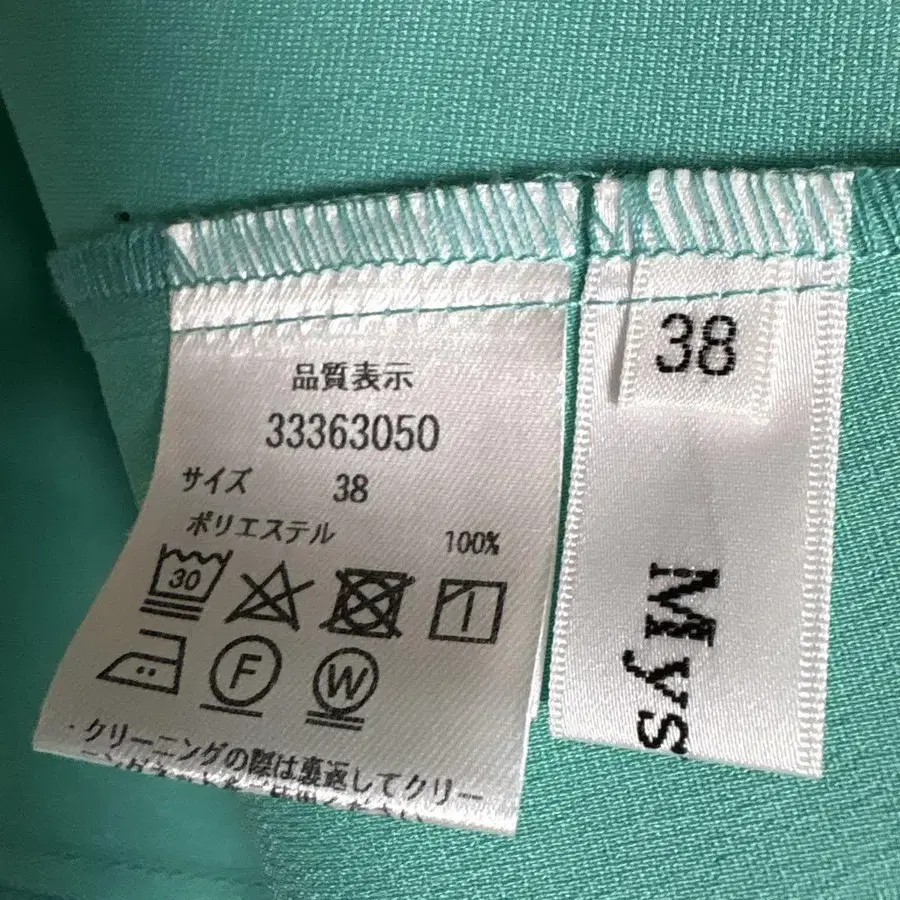 品質表示
33363050
サイズ 38
ポリエステル 100%
30
F
W
・クリーニングの際は裏返してクリー
38
Mys